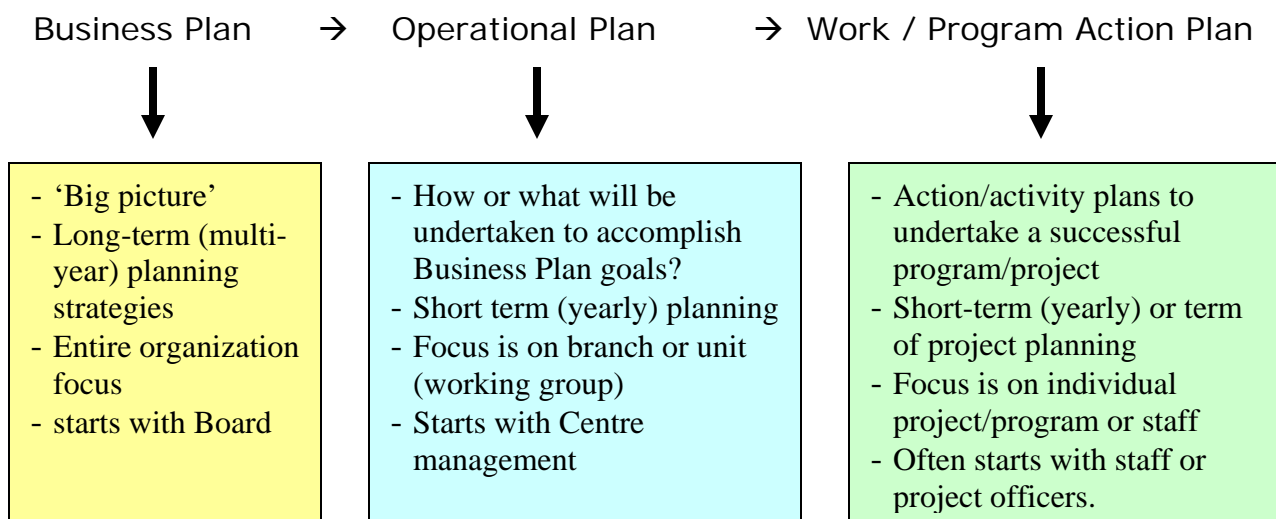 Business Plan → Operational Plan → Work / Program Action Plan
- ‘Big picture’
- Long-term (multi-
year) planning
strategies
- Entire organization
focus
- starts with Board
- How or what will be
undertaken to accomplish
Business Plan goals?
- Short term (yearly) planning
- Focus is on branch or unit
(working group)
- Starts with Centre
management
- Action/activity plans to
undertake a successful
program/project
- Short-term (yearly) or term
of project planning
- Focus is on individual
project/program or staff
- Often starts with staff or
project officers.